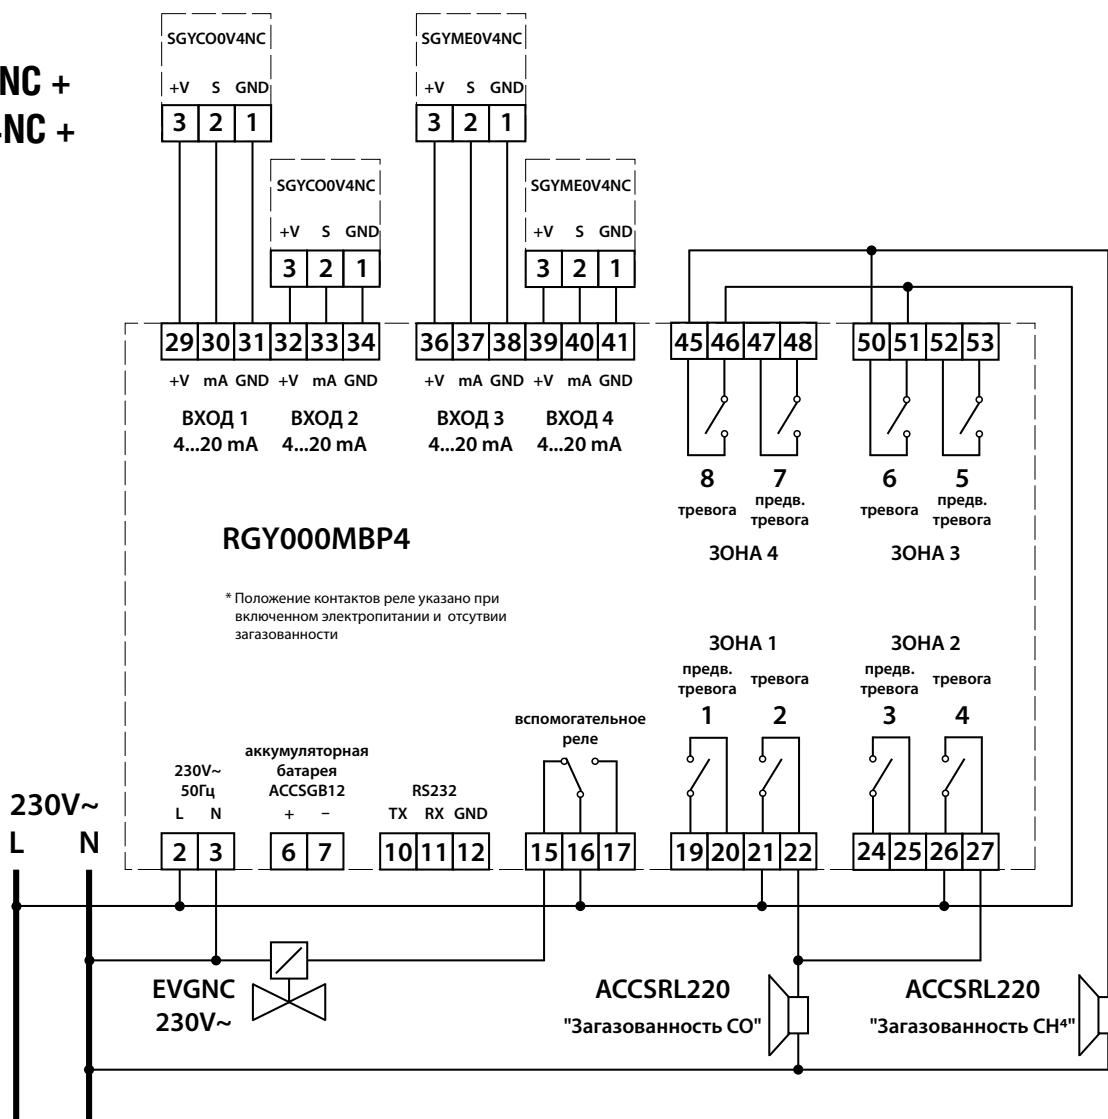 SGYCO0V4NC
SGYME0V4NC
NC +
-NC +
+V S GND
+V S GND
3 2 1
3 2 1
SGYCO0V4NC
SGYME0V4NC
+V S GND
+V S GND
3 2 1
3 2 1
29 30 31 32 33 34
36 37 38 39 40 41
45 46 47 48
50 51 52 53
+V mA GND +V mA GND
+V mA GND +V mA GND
ВХОД 1
4...20 mA
ВХОД 2
4...20 mA
ВХОД 3
4...20 mA
ВХОД 4
4...20 mA
8
тревога
7
предв.
тревога
6
тревога
5
предв.
тревога
ЗОНА 4
ЗОНА 3
RGY000MBP4
* Положение контактов реле указано при
включенном электропитании и отсутвии
загазованности
ЗОНА 1
ЗОНА 2
предв.
тревога
1
тревога
2
предв.
тревога
3
тревога
4
вспомогательное
реле
230V~
50Гц
L N
аккумуляторная
батарея
ACCSGB12
+ –
RS232
TX RX GND
230V~
L N
2 3
6 7
10 11 12
15 16 17
19 20 21 22
24 25 26 27
EVGNC
230V~
ACCSRL220
"Загазованность CO"
ACCSRL220
"Загазованность CH⁴"